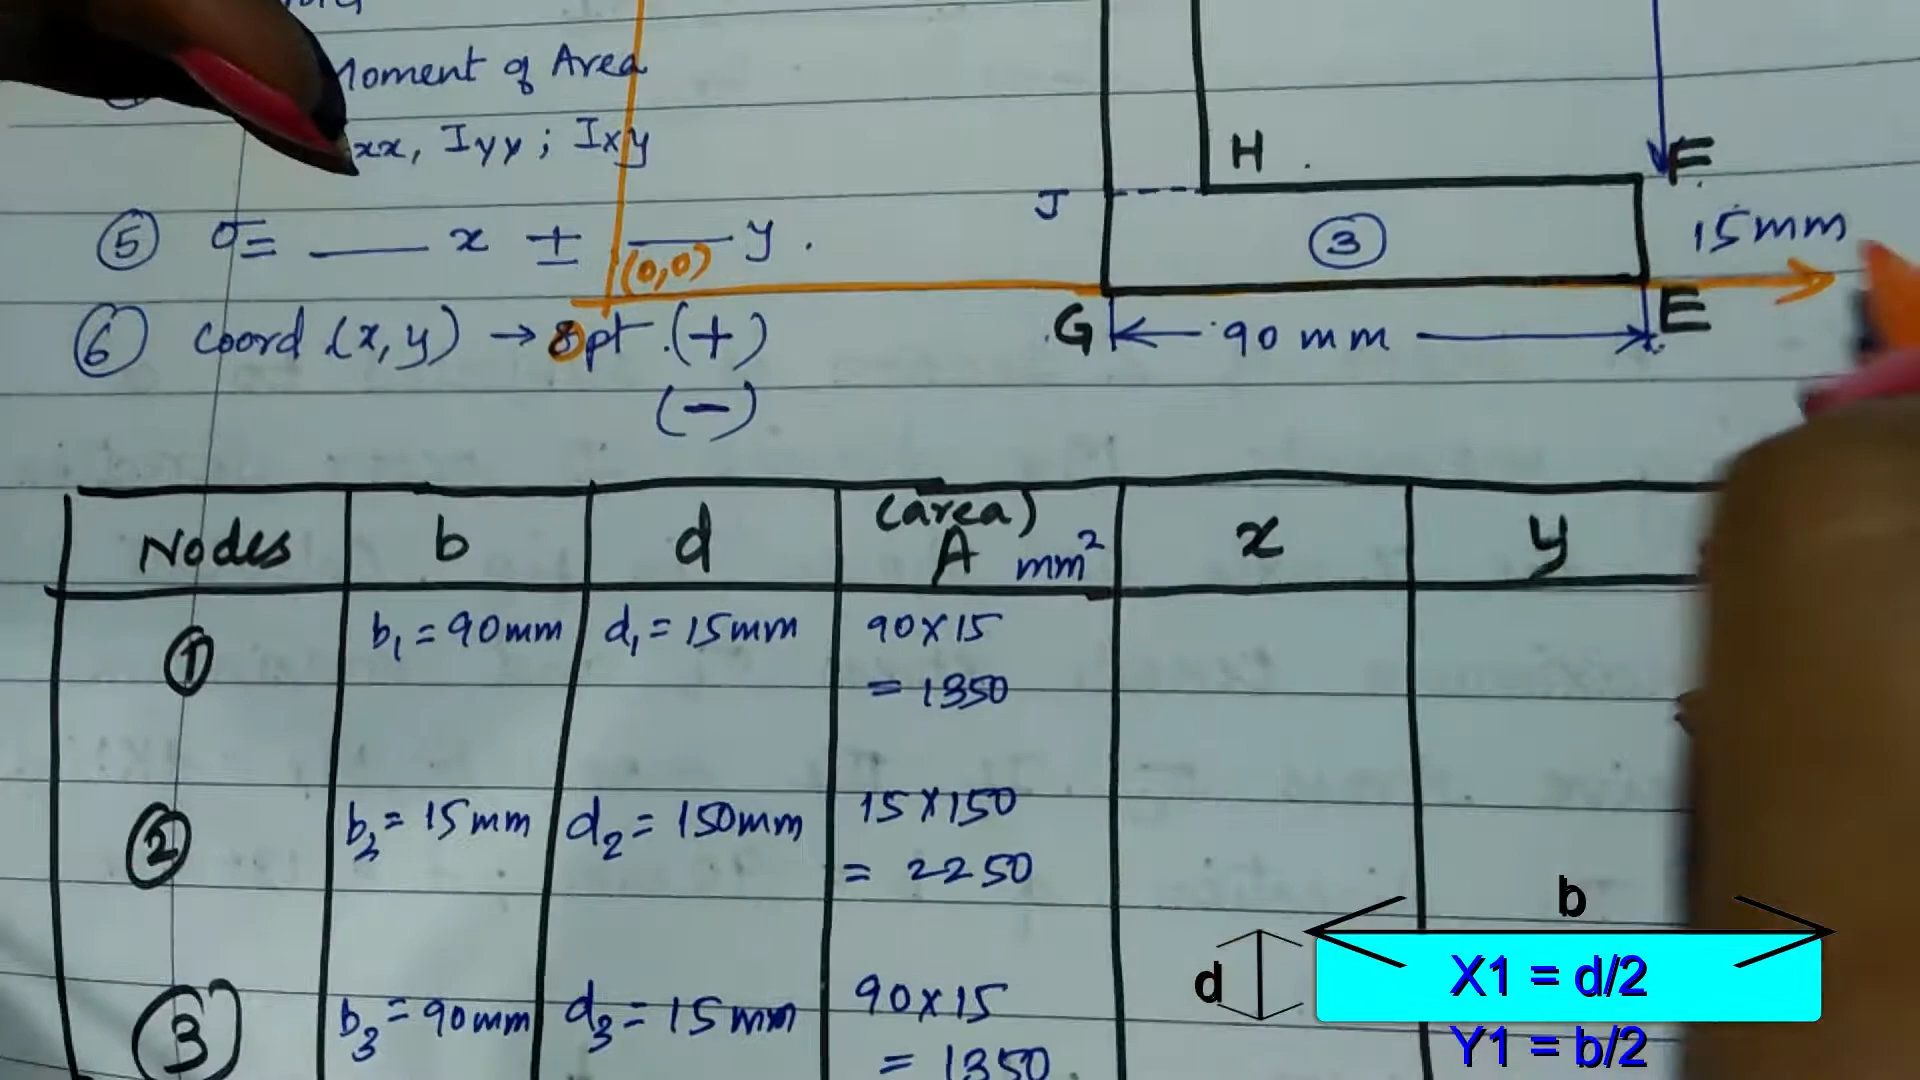 Moment of Area
xx, Iyy ; Ixy
⑤ σ = ___ x ± ___ y .
(0,0)
⑥ Coord (x, y) → 8pt . (+)
(−)
H
F
J
③
15mm
G
90 mm
E
Nodes b d (area) A mm² x y
① b₁ = 90mm d₁ = 15mm 90x15
= 1350
② b₂ = 15mm d₂ = 150mm 15x150
= 2250
③ b₃ = 90mm d₃ = 15mm 90x15
= 1350
b
d
X1 = d/2
Y1 = b/2